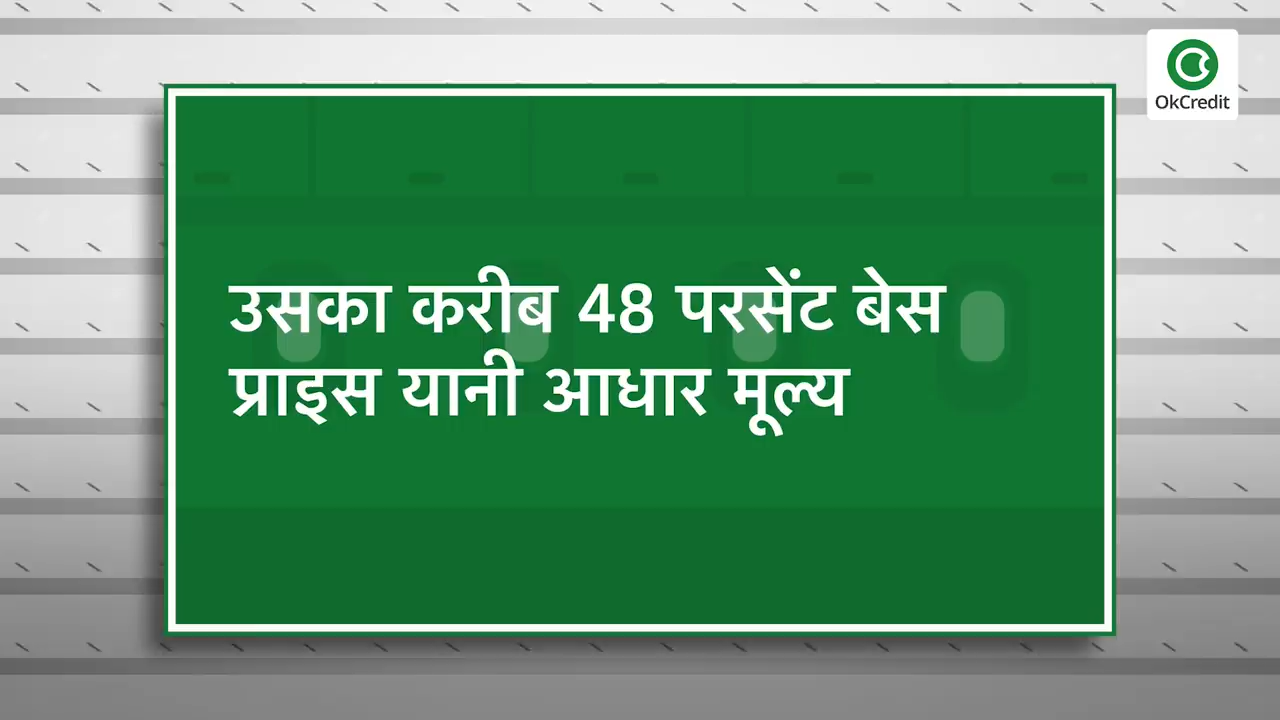 OkCredit
उसका करीब 48 परसेंट बेस
प्राइस यानी आधार मूल्य